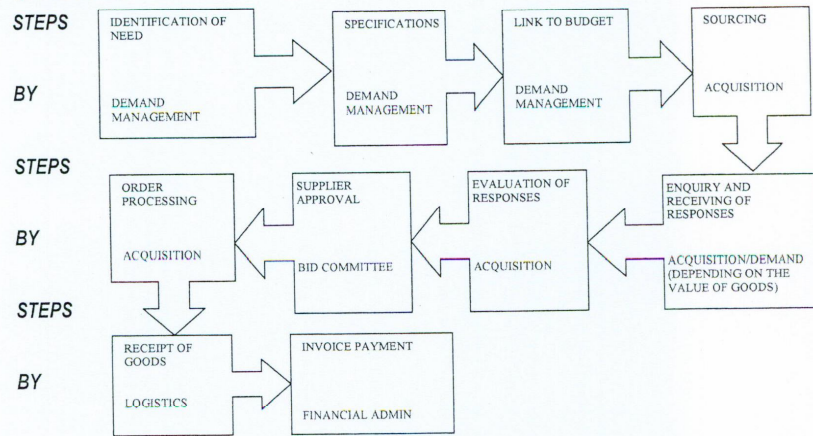 STEPS
IDENTIFICATION OF
NEED
SPECIFICATIONS
LINK TO BUDGET
SOURCING
BY
DEMAND
MANAGEMENT
DEMAND
MANAGEMENT
DEMAND
MANAGEMENT
ACQUISITION
STEPS
ORDER
PROCESSING
SUPPLIER
APPROVAL
EVALUATION OF
RESPONSES
ENQUIRY AND
RECEIVING OF
RESPONSES
BY
ACQUISITION
BID COMMITTEE
ACQUISITION
ACQUISITION/DEMAND
(DEPENDING ON THE
VALUE OF GOODS)
STEPS
RECEIPT OF
GOODS
INVOICE PAYMENT
BY
LOGISTICS
FINANCIAL ADMIN